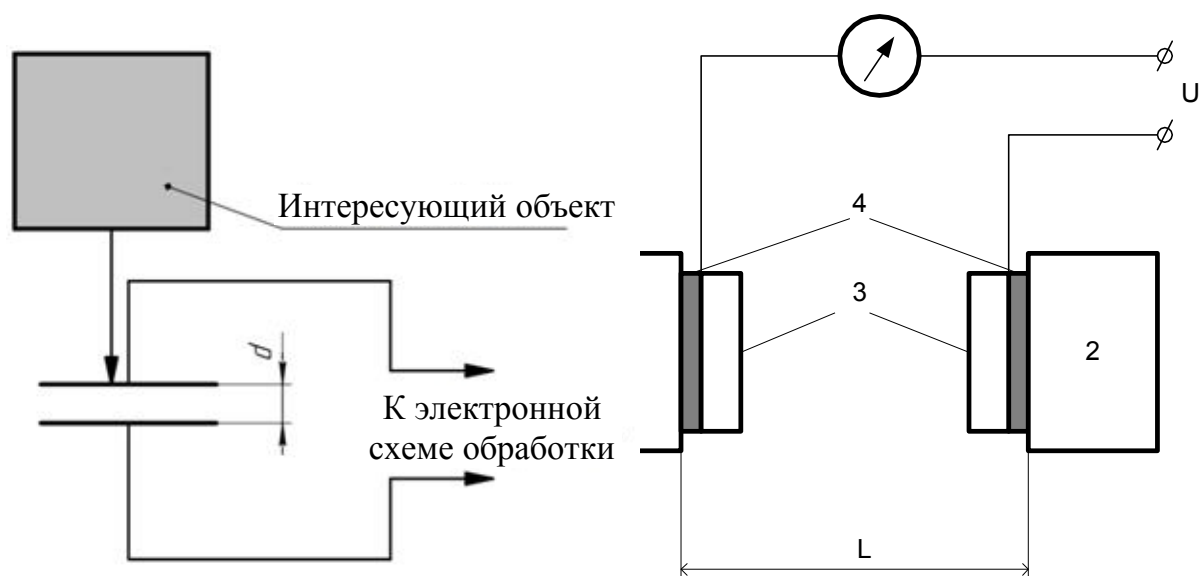 Интересующий объект
d
К электронной
схеме обработки
U
4
3
2
L